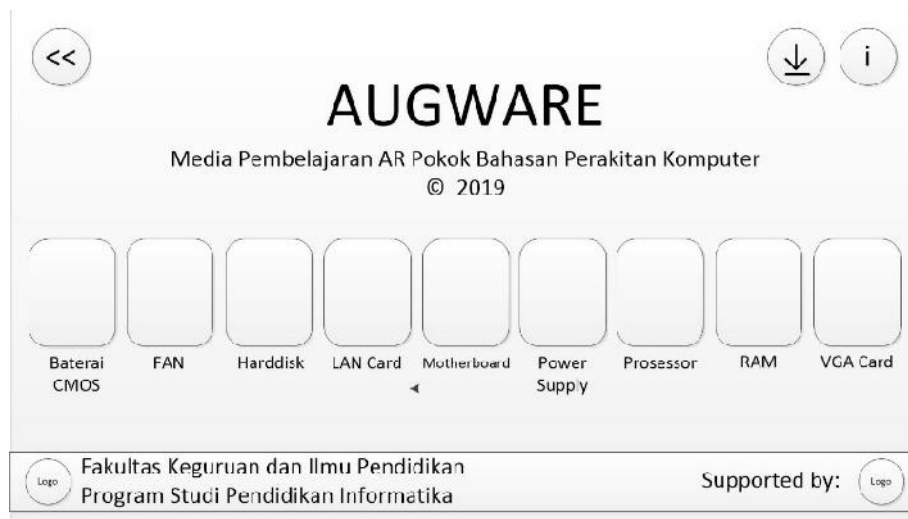 <<
i
AUGWARE
Media Pembelajaran AR Pokok Bahasan Perakitan Komputer
© 2019
Baterai
CMOS
FAN
Harddisk
LAN Card
Motherboard
Power
Supply
Prosessor
RAM
VGA Card
Logo
Fakultas Keguruan dan Ilmu Pendidikan
Program Studi Pendidikan Informatika
Supported by:
Logo